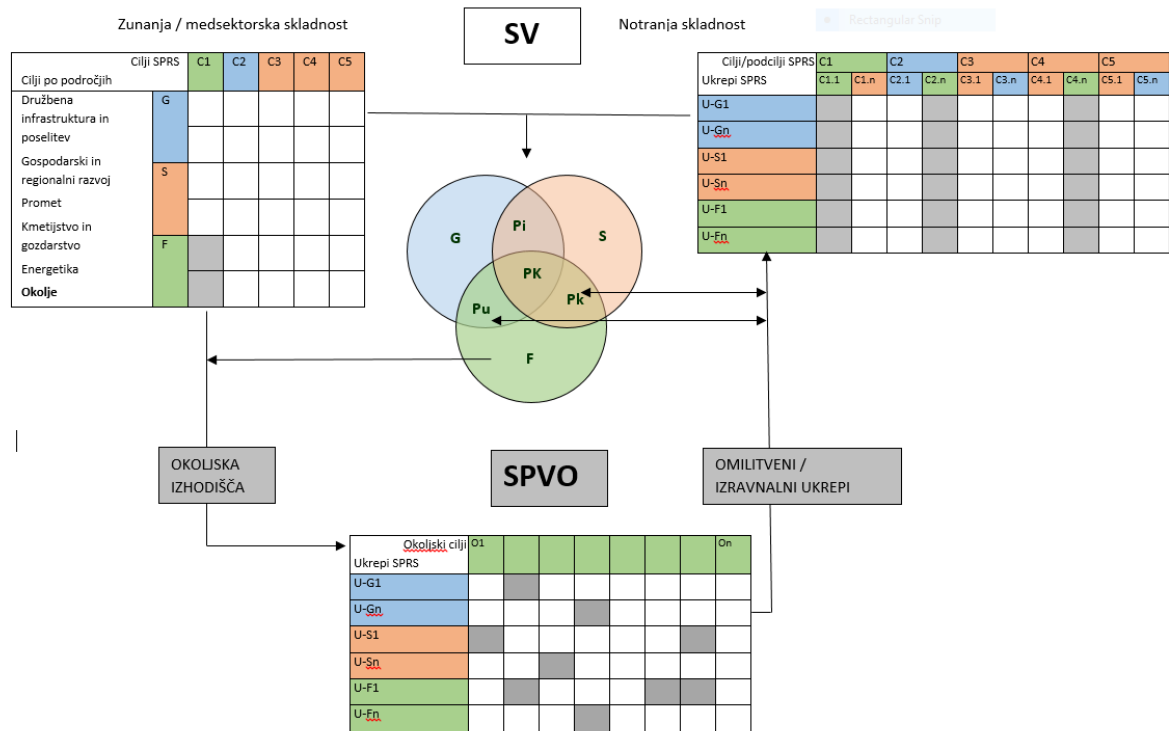 Zunanja / medsektorska skladnost
SV
Notranja skladnost
Rectangular Snip
Cilji SPRS
C1
C2
C3
C4
C5
Cilji po področjih
Družbena
infrastruktura in
poselitev
Gospodarski in
regionalni razvoj
Promet
Kmetijstvo in
gozdarstvo
Energetika
Okolje
G
S
F
Cilji/podcilji SPRS
C1
C2
C3
C4
C5
Ukrepi SPRS
C1.1
C1.n
C2.1
C2.n
C3.1
C3.n
C4.1
C4.n
C5.1
C5.n
U-G1
U-Gn
U-S1
U-Sn
U-F1
U-Fn
G
Pi
S
PK
Pu
Pk
F
OKOLJSKA
IZHODIŠČA
SPVO
OMILITVENI /
IZRAVNALNI UKREPI
Okoljski cilji
O1
On
Ukrepi SPRS
U-G1
U-Gn
U-S1
U-Sn
U-F1
U-Fn